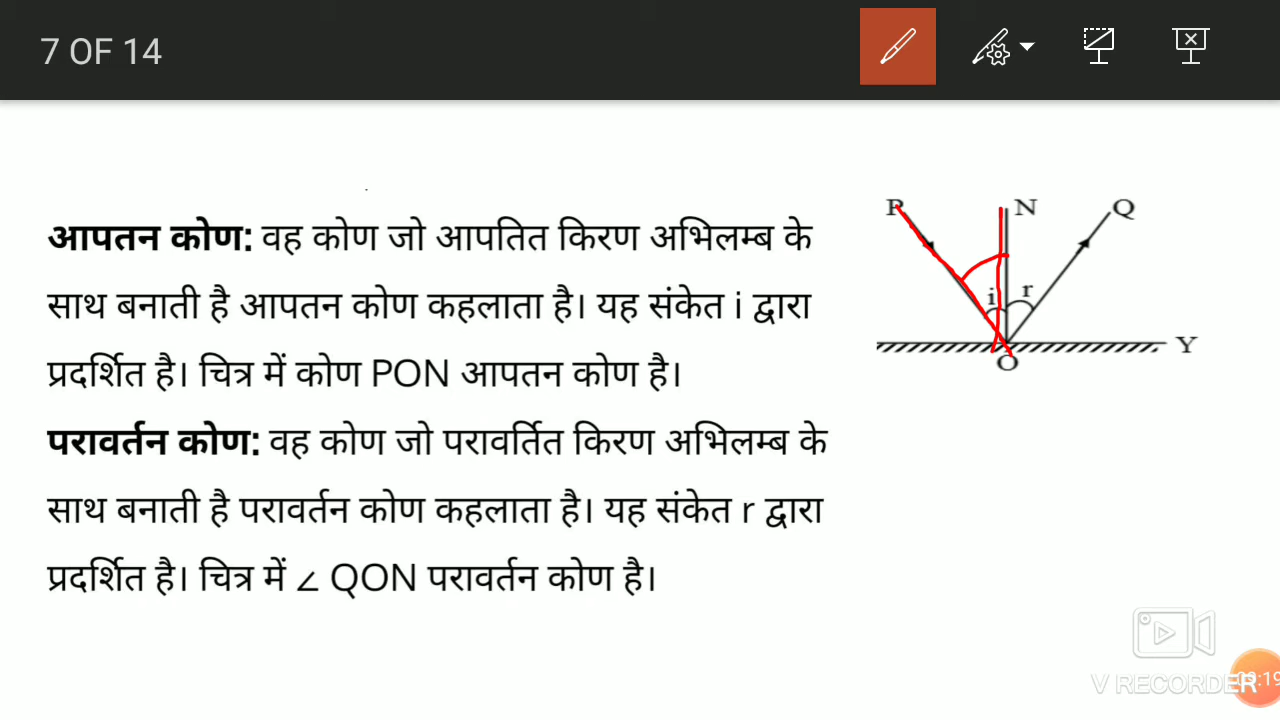 7 OF 14
आपतन कोण: वह कोण जो आपतित किरण अभिलम्ब के
साथ बनाती है आपतन कोण कहलाता है। यह संकेत i द्वारा
प्रदर्शित है। चित्र में कोण PON आपतन कोण है।
परावर्तन कोण: वह कोण जो परावर्तित किरण अभिलम्ब के
साथ बनाती है परावर्तन कोण कहलाता है। यह संकेत r द्वारा
प्रदर्शित है। चित्र में ∠ QON परावर्तन कोण है।
P N Q
i r
Y
O
V RECORDER